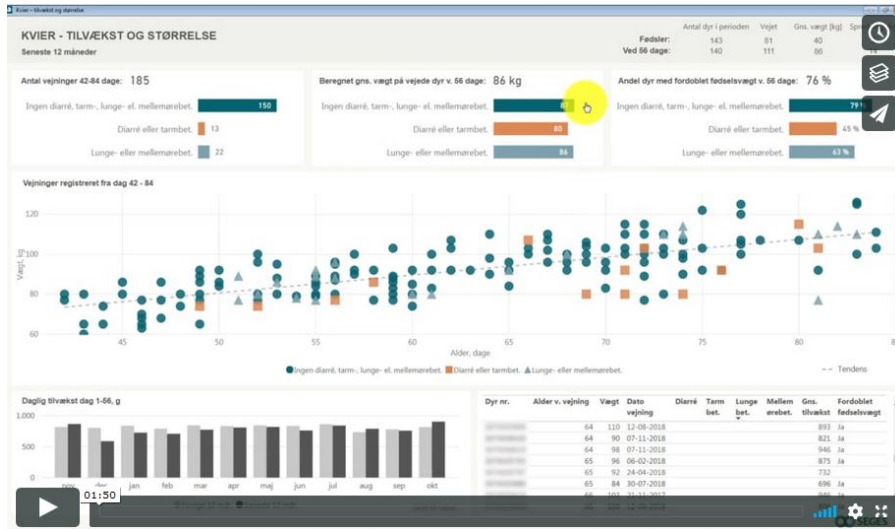 Kvier - tilvækst og størrelse
KVIER - TILVÆKST OG STØRRELSE
Seneste 12 måneder
Antal dyr i perioden Vejet Gns. vægt [kg]
Fødsler: 143 81 40
Ved 56 dage: 140 111 86
Antal vejninger 42-84 dage: 185
Ingen diarré, tarm-, lunge- el. mellemørebet. 150
Diarré eller tarmbet. 13
Lunge- eller mellemørebet. 22
Beregnet gns. vægt på vejede dyr v. 56 dage: 86 kg
Ingen diarré, tarm-, lunge- el. mellemørebet. 87
Diarré eller tarmbet. 80
Lunge- eller mellemørebet. 86
Andel dyr med fordoblet fødselsvægt v. 56 dage: 76 %
Ingen diarré, tarm-, lunge- el. mellemørebet. 79 %
Diarré eller tarmbet. 45 %
Lunge- eller mellemørebet. 63 %
Vejninger registreret fra dag 42 - 84
Vægt, kg
120
100
80
60
45 50 55 60 65 70 75 80
Alder, dage
Ingen diarré, tarm-, lunge- el. mellemørebet. Diarré eller tarmbet. Lunge- eller mellemørebet.
Tendens
Daglig tilvækst dag 1-56, g
1.000
500
0
nov dec jan feb mar apr maj jun jul aug sep okt
Dyr nr. Alder v. vejning Vægt Dato vejning Diarré Tarm bet. Lunge bet. Mellem ørebet. Gns. tilvækst Fordoblet fødselsvægt
64 110 12-08-2018 893 Ja
64 90 07-11-2018 821 Ja
64 98 07-11-2018 946 Ja
65 96 06-02-2018 875 Ja
65 92 24-04-2018 732
65 84 30-07-2018 696 Ja
01:50
SEGES